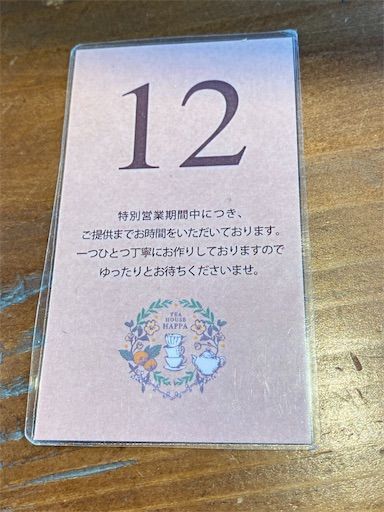 12
特別営業期間中につき、
ご提供までお時間をいただいております。
一つひとつ丁寧にお作りしておりますので
ゆったりとお待ちくださいませ。
TEA
HOUSE
HAPPA